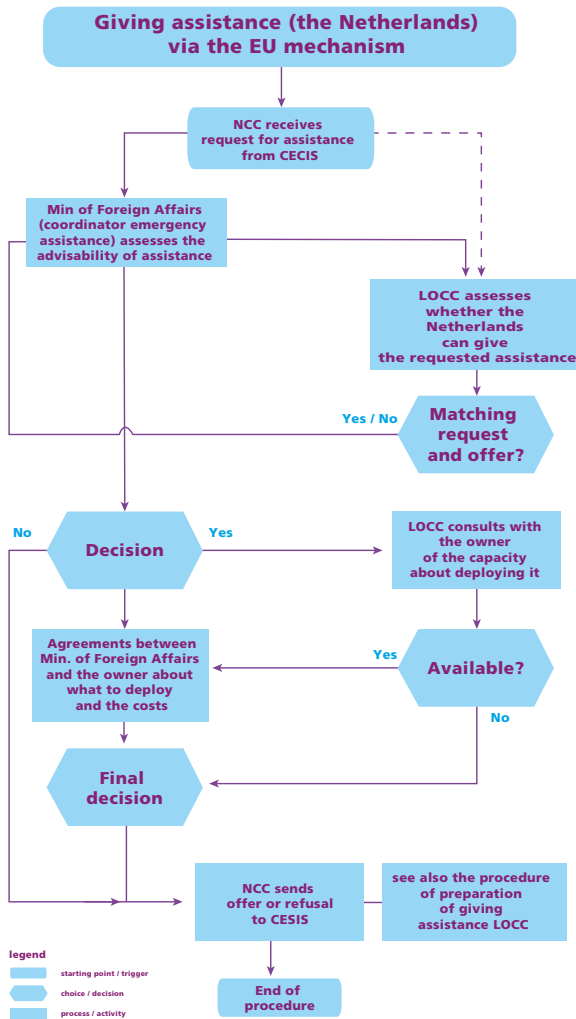 Giving assistance (the Netherlands)
via the EU mechanism
NCC receives
request for assistance
from CECIS
Min of Foreign Affairs
(coordinator emergency
assistance) assesses the
advisability of assistance
LOCC assesses
whether the
Netherlands
can give
the requested assistance
Yes / No
Matching
request
and offer?
No
Decision
Yes
LOCC consults with
the owner
of the capacity
about deploying it
Agreements between
Min. of Foreign Affairs
and the owner about
what to deploy
and the costs
Yes
Available?
No
Final
decision
NCC sends
offer or refusal
to CESIS
see also the procedure
of preparation
of giving
assistance LOCC
End of
procedure
legend
starting point / trigger
choice / decision
process / activity